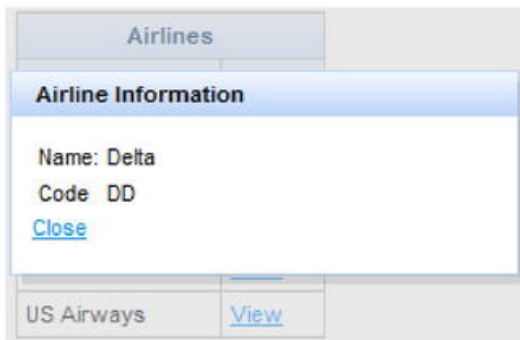 Airlines
Airline Information
Name: Delta
Code DD
Close
US Airways View